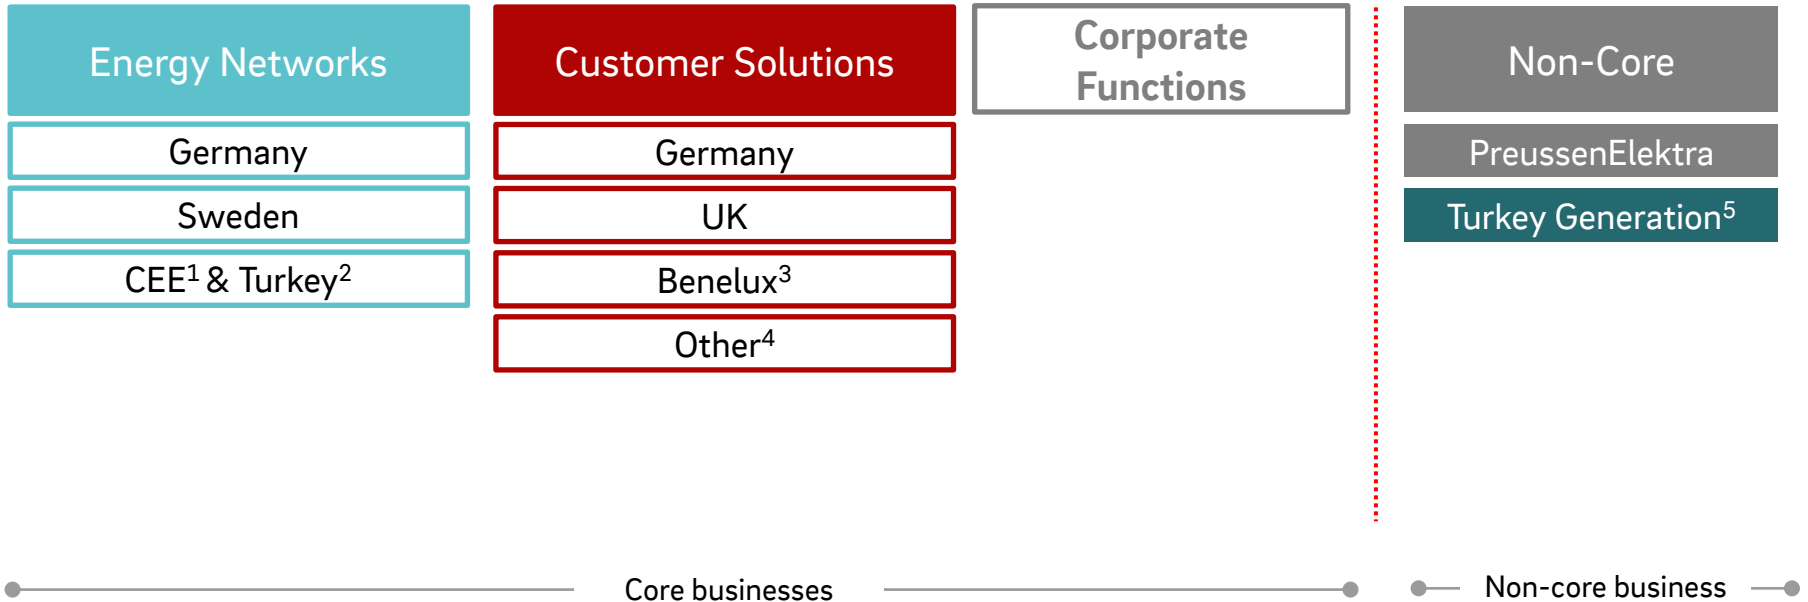 Energy Networks
Germany
Sweden
CEE¹ & Turkey²
Customer Solutions
Germany
UK
Benelux³
Other⁴
Corporate
Functions
Non-Core
PreussenElektra
Turkey Generation⁵
Core businesses
Non-core business